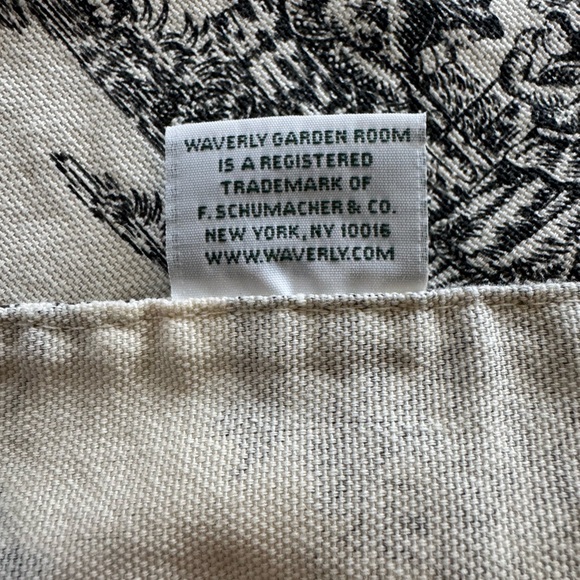 WAVERLY GARDEN ROOM
IS A REGISTERED
TRADEMARK OF
F. SCHUMACHER & CO.
NEW YORK, NY 10016
WWW.WAVERLY.COM